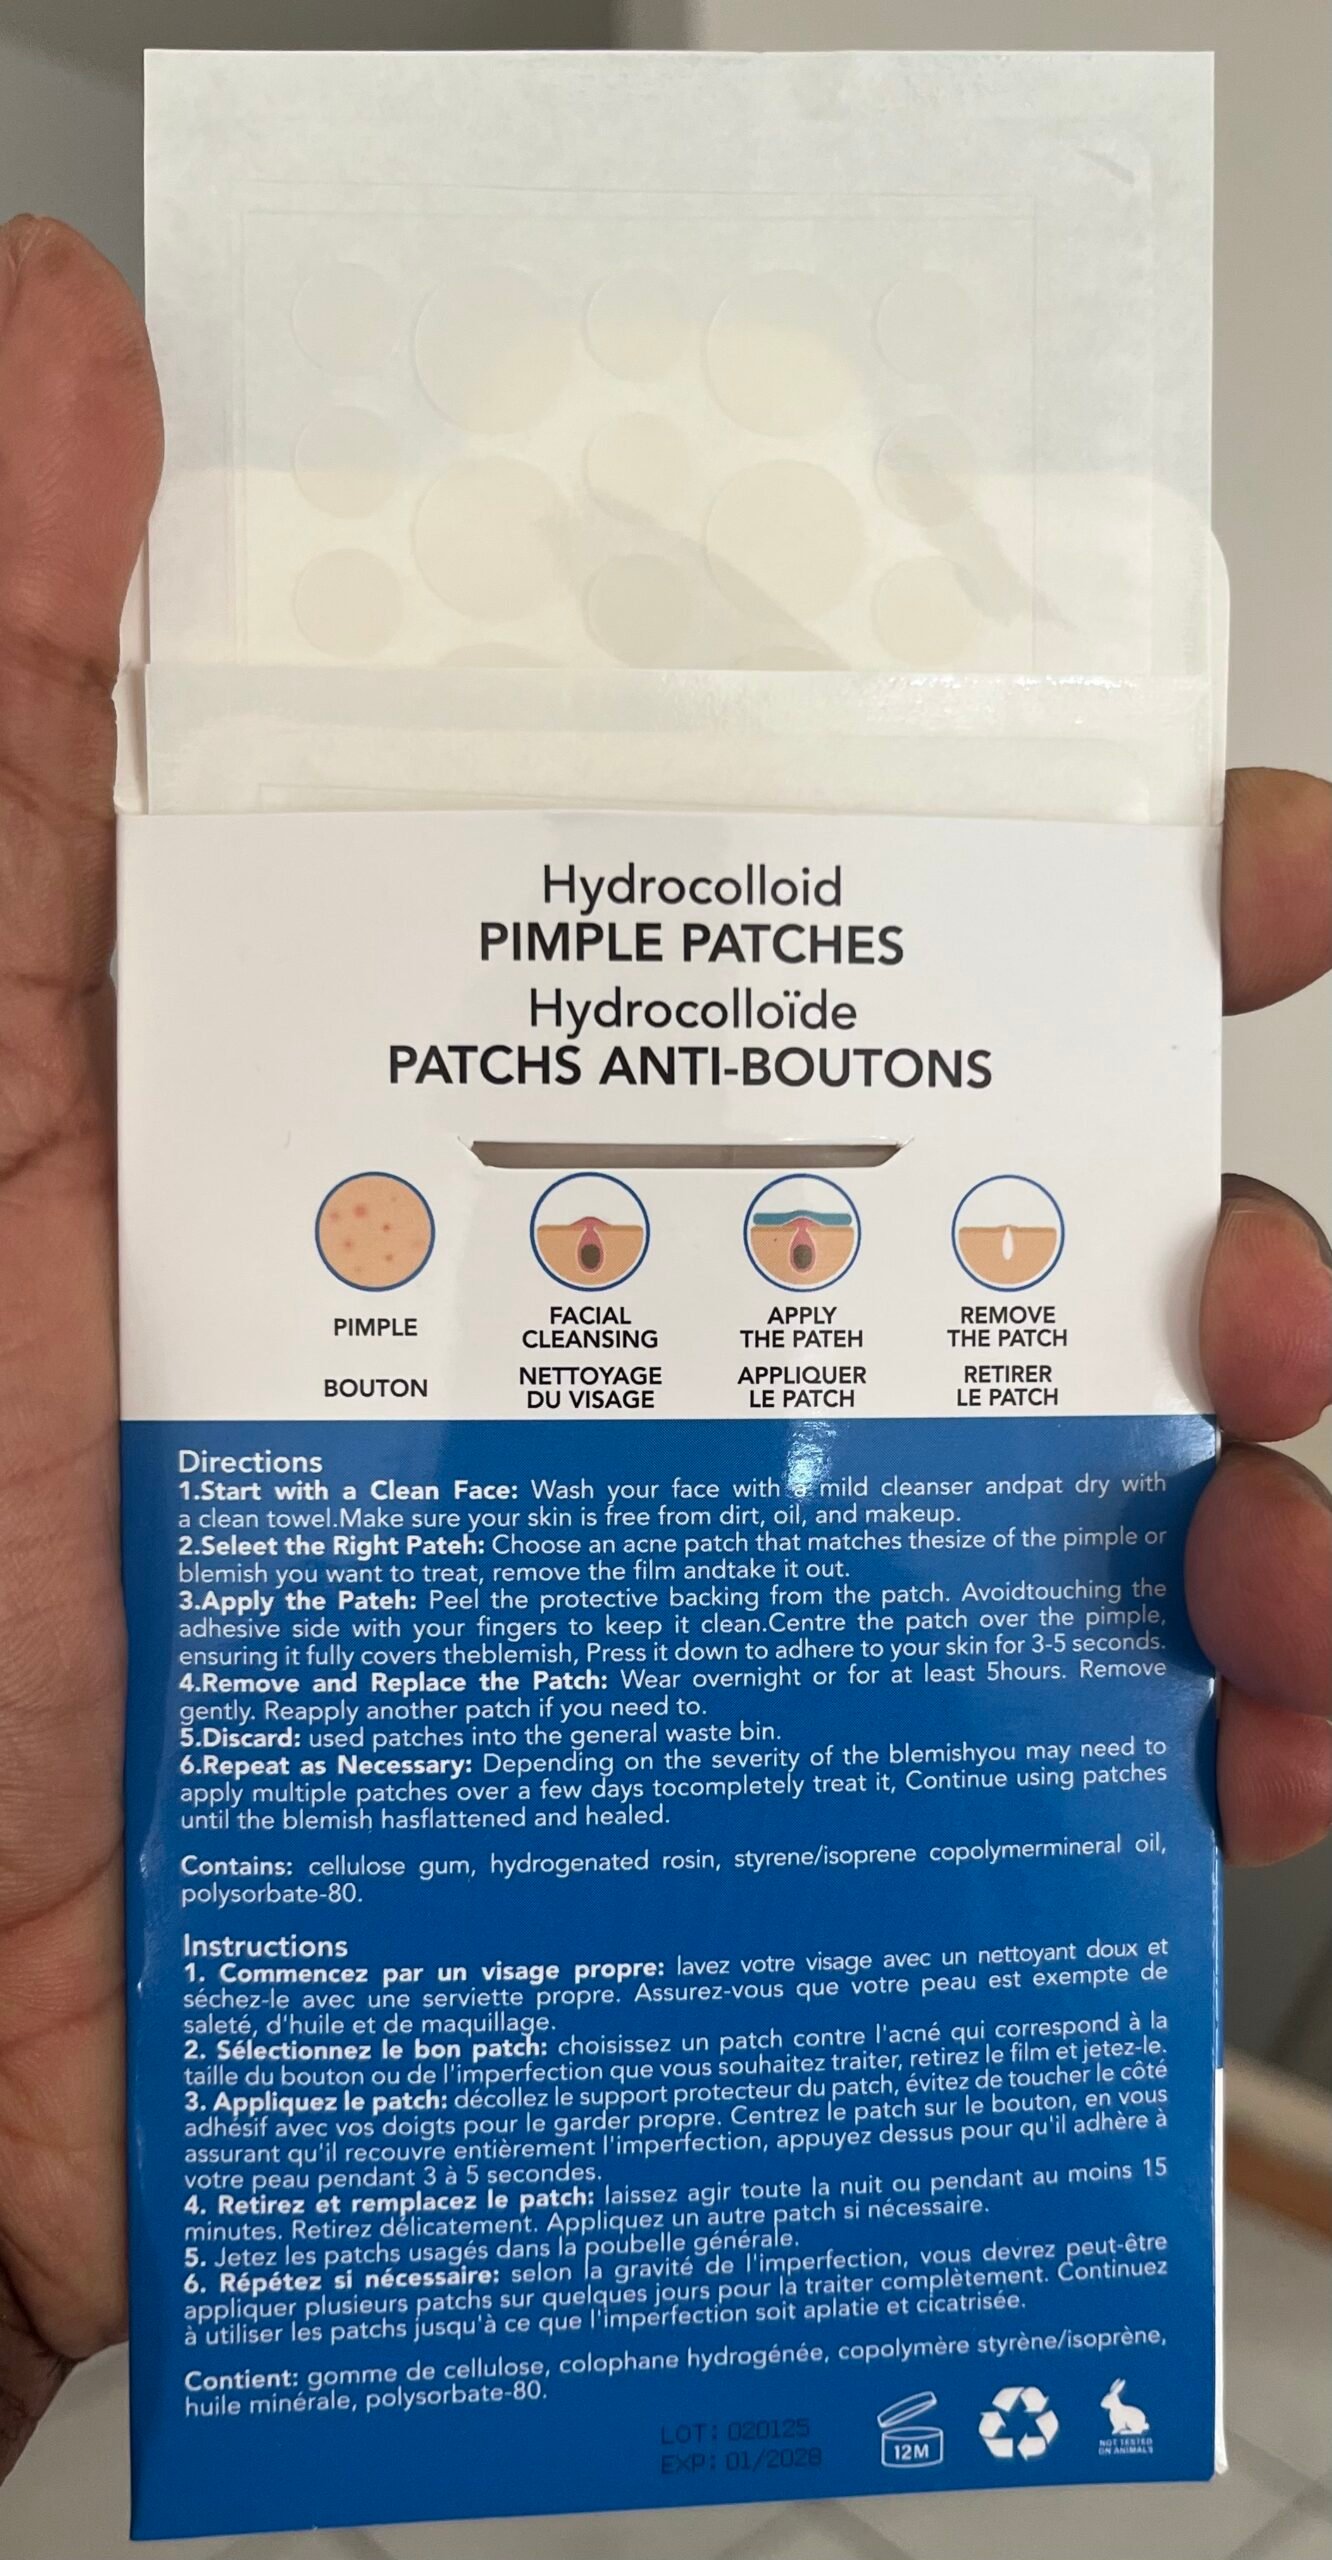 Hydrocolloid
PIMPLE PATCHES
Hydrocolloïde
PATCHS ANTI-BOUTONS
PIMPLE
BOUTON
FACIAL
CLEANSING
NETTOYAGE
DU VISAGE
APPLY
THE PATEH
APPLIQUER
LE PATCH
REMOVE
THE PATCH
RETIRER
LE PATCH
Directions
1.Start with a Clean Face: Wash your face with a mild cleanser andpat dry with
a clean towel.Make sure your skin is free from dirt, oil, and makeup.
2.Seleet the Right Pateh: Choose an acne patch that matches thesize of the pimple or
blemish you want to treat, remove the film andtake it out.
3.Apply the Pateh: Peel the protective backing from the patch. Avoidtouching the
adhesive side with your fingers to keep it clean.Centre the patch over the pimple,
ensuring it fully covers theblemish, Press it down to adhere to your skin for 3-5 seconds.
4.Remove and Replace the Patch: Wear overnight or for at least 5hours. Remove
gently. Reapply another patch if you need to.
5.Discard: used patches into the general waste bin.
6.Repeat as Necessary: Depending on the severity of the blemishyou may need to
apply multiple patches over a few days tocompletely treat it, Continue using patches
until the blemish hasflattened and healed.
Contains: cellulose gum, hydrogenated rosin, styrene/isoprene copolymermineral oil,
polysorbate-80.
Instructions
1. Commencez par un visage propre: lavez votre visage avec un nettoyant doux et
séchez-le avec une serviette propre. Assurez-vous que votre peau est exempte de
saleté, d'huile et de maquillage.
2. Sélectionnez le bon patch: choisissez un patch contre l'acné qui correspond à la
taille du bouton ou de l'imperfection que vous souhaitez traiter, retirez le film et jetez-le.
3. Appliquez le patch: décollez le support protecteur du patch, évitez de toucher le côté
adhésif avec vos doigts pour le garder propre. Centrez le patch sur le bouton, en vous
assurant qu'il recouvre entièrement l'imperfection, appuyez dessus pour qu'il adhère à
votre peau pendant 3 à 5 secondes.
4. Retirez et remplacez le patch: laissez agir toute la nuit ou pendant au moins 15
minutes. Retirez délicatement. Appliquez un autre patch si nécessaire.
5. Jetez les patchs usagés dans la poubelle générale.
6. Répétez si nécessaire: selon la gravité de l'imperfection, vous devrez peut-être
appliquer plusieurs patchs sur quelques jours pour la traiter complètement. Continuez
à utiliser les patchs jusqu'à ce que l'imperfection soit aplatie et cicatrisée.
Contient: gomme de cellulose, colophane hydrogénée, copolymère styrène/isoprène,
huile minérale, polysorbate-80.
LOT: 020125
EXP: 01/2028
12M
NOT TESTED
ON ANIMALS